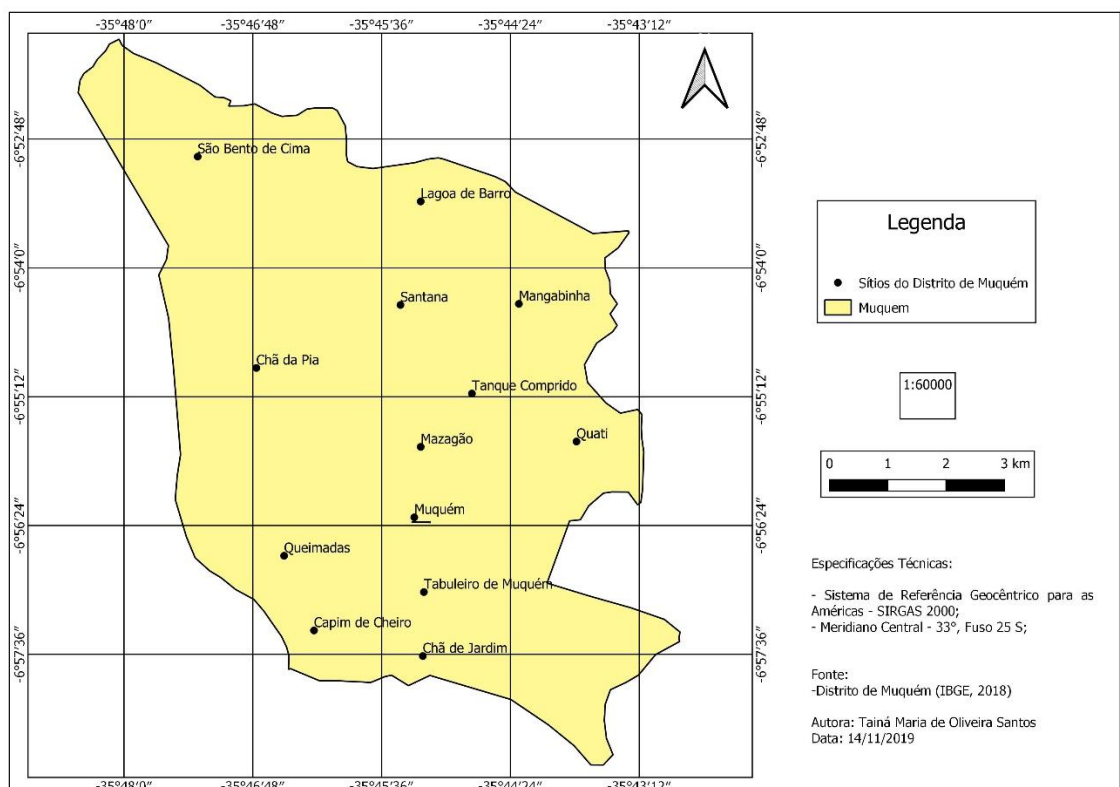 -35°48′0″ -35°46′48″ -35°45′36″ -35°44′24″ -35°43′12″
-6°52′48″ -6°52′48″
São Bento de Cima
Lagoa de Barro
-6°54′0″ -6°54′0″
Santana Mangabinha
Chã da Pia
-6°55′12″ -6°55′12″
Tanque Comprido
Mazagão Quati
Muquém
-6°56′24″ -6°56′24″
Queimadas
Tabuleiro de Muquém
Capim de Cheiro
-6°57′36″ -6°57′36″
Chã de Jardim
-35°48′0″ -35°46′48″ -35°45′36″ -35°44′24″ -35°43′12″
Legenda
Sítios do Distrito de Muquém
Muquem
1:60000
0 1 2 3 km
Especificações Técnicas:
- Sistema de Referência Geocêntrico para as
Américas - SIRGAS 2000;
- Meridiano Central - 33°, Fuso 25 S;
Fonte:
-Distrito de Muquém (IBGE, 2018)
Autora: Tainá Maria de Oliveira Santos
Data: 14/11/2019